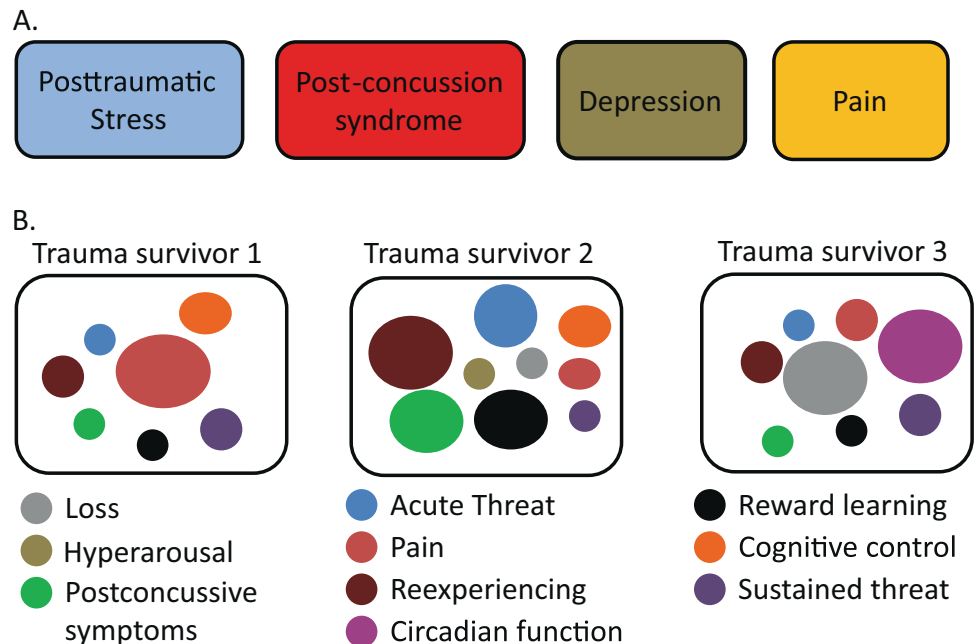 A.
Posttraumatic
Stress
Post-concussion
syndrome
Depression
Pain
B.
Trauma survivor 1
Trauma survivor 2
Trauma survivor 3
Loss
Hyperarousal
Postconcussive
symptoms
Acute Threat
Pain
Reexperiencing
Circadian function
Reward learning
Cognitive control
Sustained threat